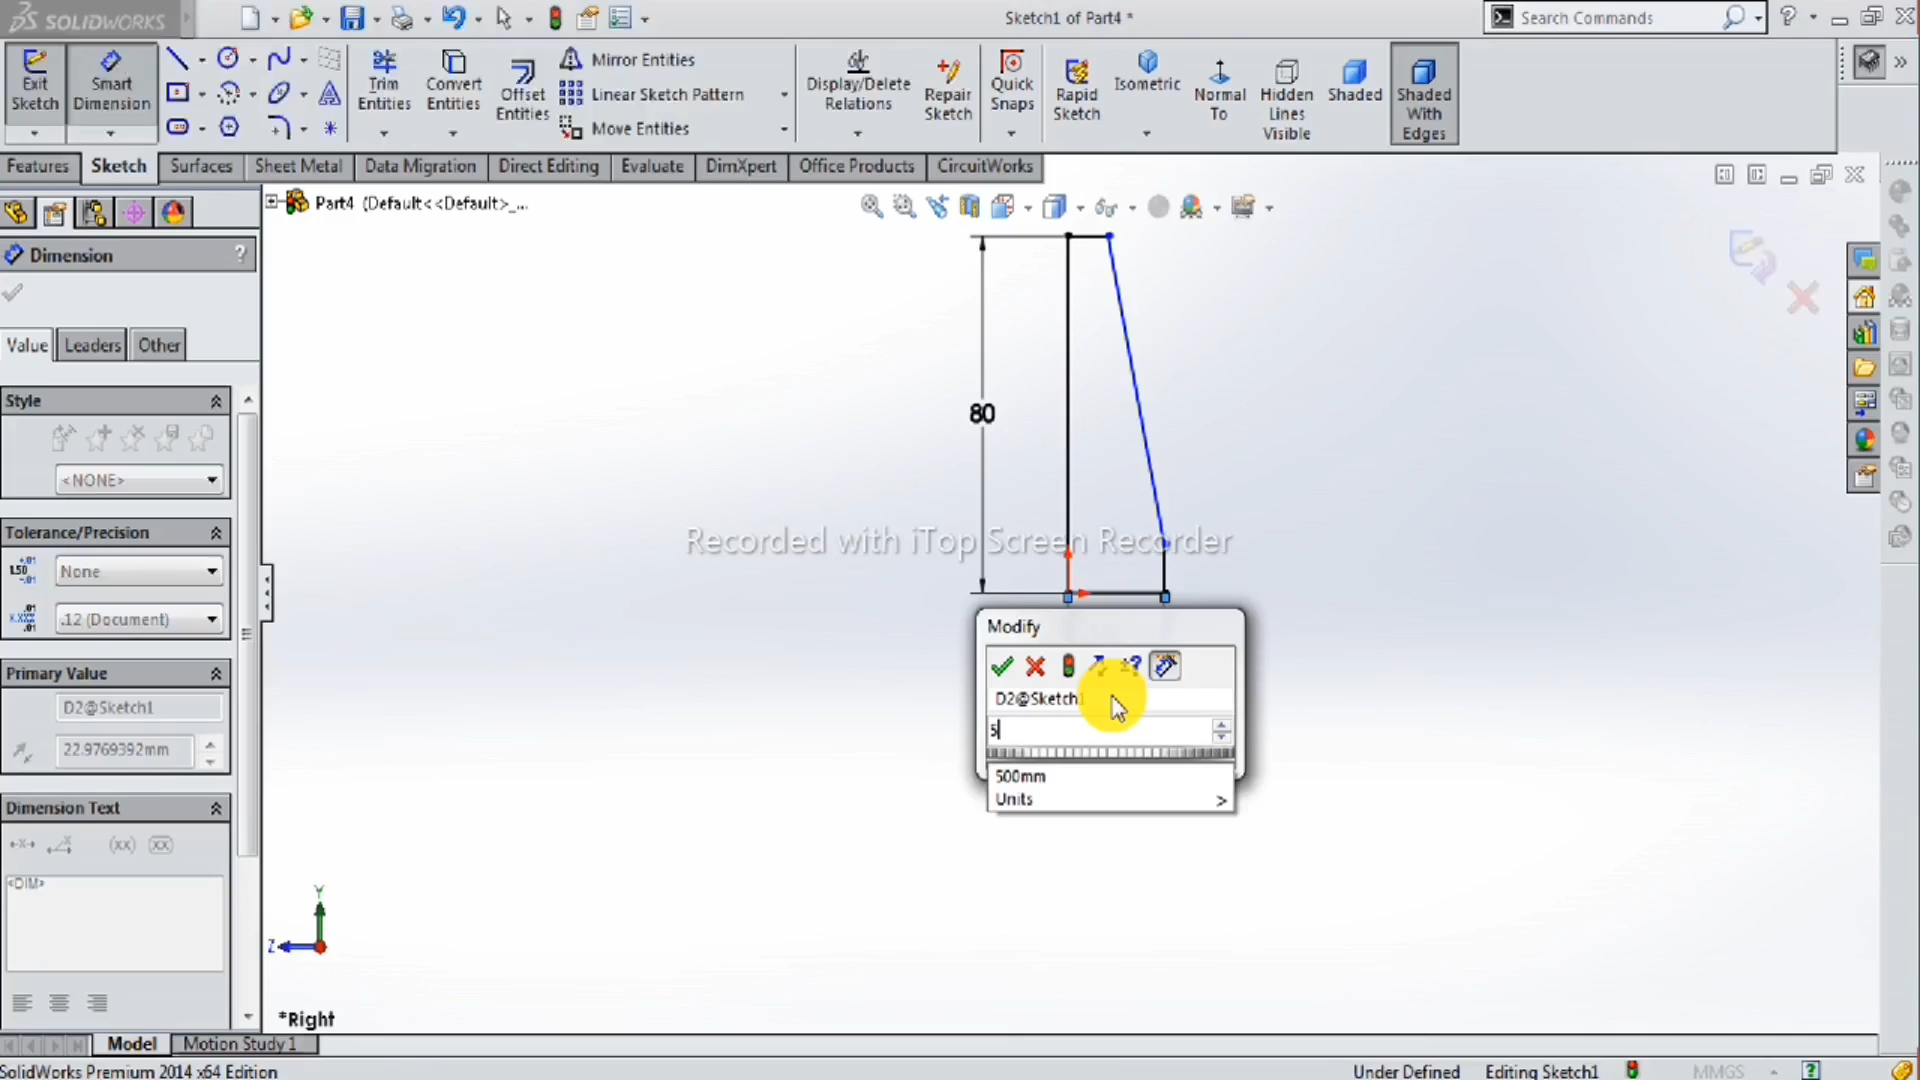 SOLIDWORKS
Sketch1 of Part4 *
Search Commands
Exit Sketch
Smart Dimension
Trim Entities
Convert Entities
Offset Entities
Mirror Entities
Linear Sketch Pattern
Move Entities
Display/Delete Relations
Repair Sketch
Quick Snaps
Rapid Sketch
Isometric
Normal To
Hidden Lines Visible
Shaded
Shaded With Edges
Features
Sketch
Surfaces
Sheet Metal
Data Migration
Direct Editing
Evaluate
DimXpert
Office Products
CircuitWorks
Part4 (Default<<Default>_...
Dimension
?
Value
Leaders
Other
Style
<NONE>
Tolerance/Precision
None
.12 (Document)
Primary Value
D2@Sketch1
22.9769392mm
Dimension Text
(xx) (xx)
<DIM>
80
Recorded with iTop Screen Recorder
Modify
D2@Sketch1
5
500mm
Units >
Y
Z
*Right
Model
Motion Study 1
SolidWorks Premium 2014 x64 Edition
Under Defined
Editing Sketch1
MMGS